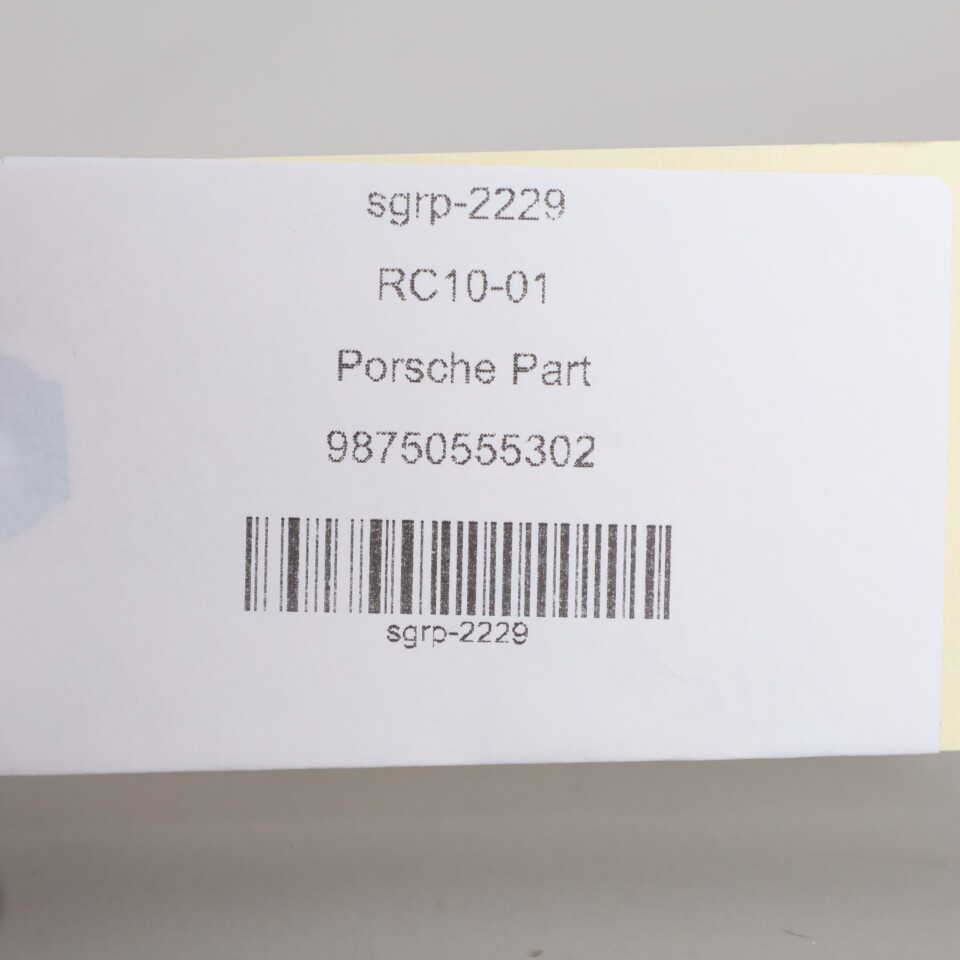 sgrp-2229
RC10-01
Porsche Part
98750555302
sgrp-2229